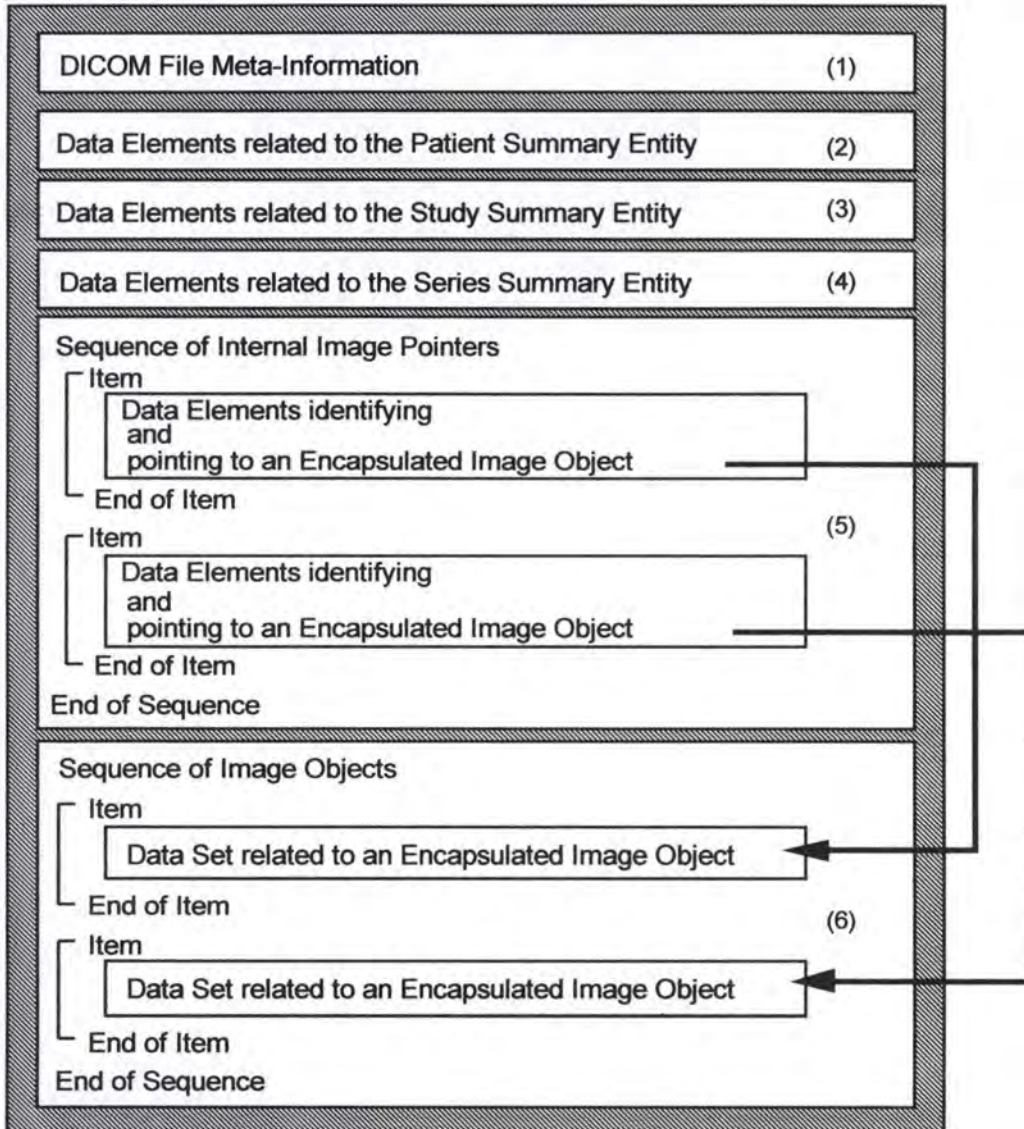 DICOM File Meta-Information (1)
Data Elements related to the Patient Summary Entity (2)
Data Elements related to the Study Summary Entity (3)
Data Elements related to the Series Summary Entity (4)
Sequence of Internal Image Pointers
Item
Data Elements identifying
and
pointing to an Encapsulated Image Object
End of Item
(5)
Item
Data Elements identifying
and
pointing to an Encapsulated Image Object
End of Item
End of Sequence
Sequence of Image Objects
Item
Data Set related to an Encapsulated Image Object
End of Item
(6)
Item
Data Set related to an Encapsulated Image Object
End of Item
End of Sequence